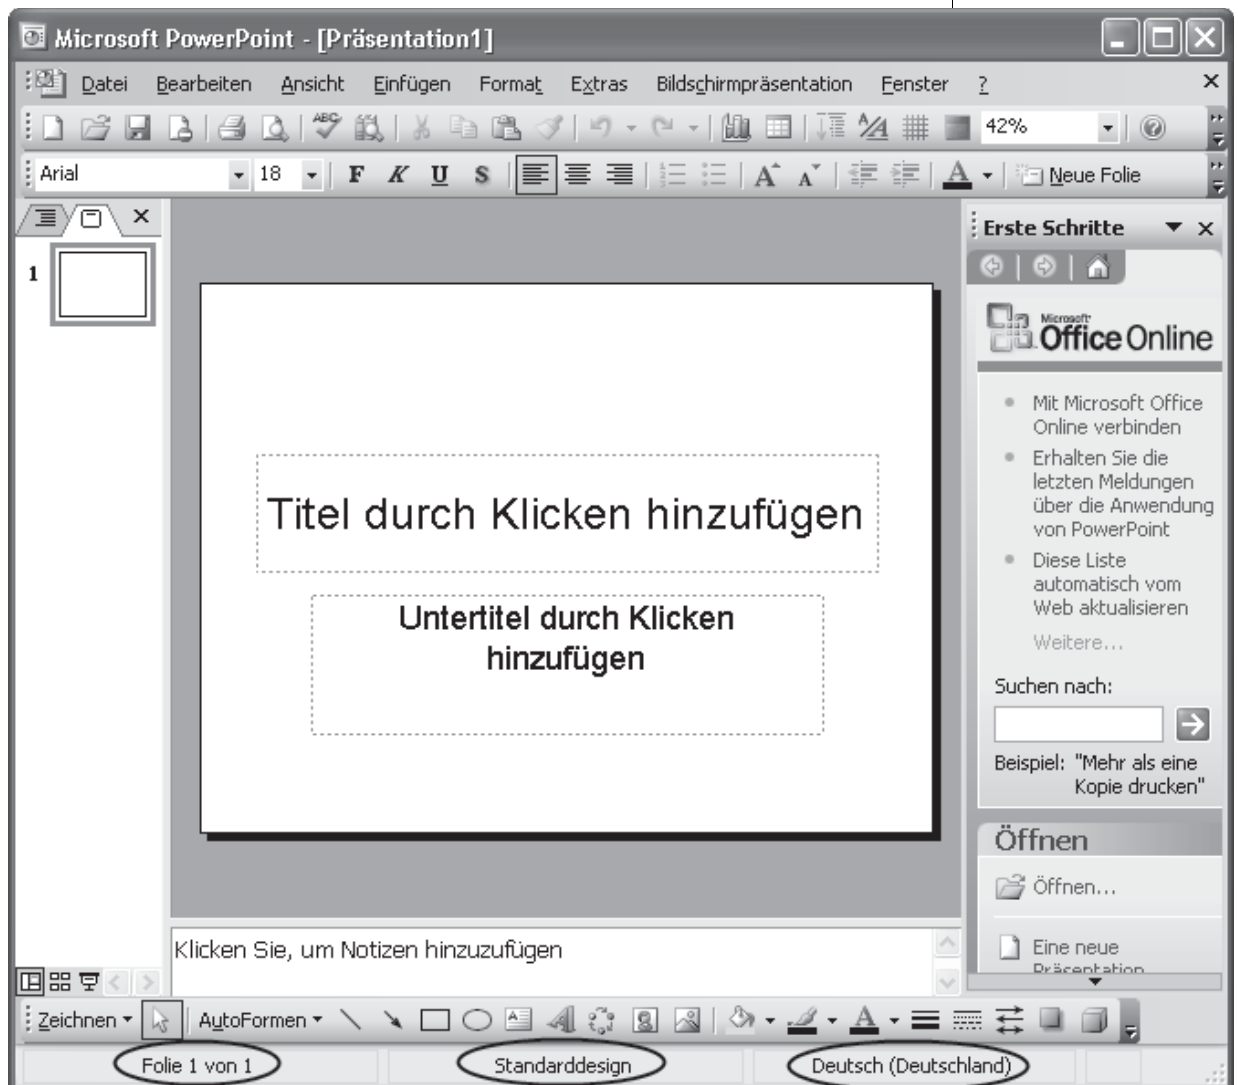 Microsoft PowerPoint - [Präsentation1]
Datei Bearbeiten Ansicht Einfügen Format Extras Bildschirmpräsentation Fenster ?
ABC 42%
Arial 18 F K U S A A A Neue Folie
1
Titel durch Klicken hinzufügen
Untertitel durch Klicken
hinzufügen
Klicken Sie, um Notizen hinzuzufügen
Erste Schritte
Microsoft
Office Online
Mit Microsoft Office
Online verbinden
Erhalten Sie die
letzten Meldungen
über die Anwendung
von PowerPoint
Diese Liste
automatisch vom
Web aktualisieren
Weitere...
Suchen nach:
Beispiel: "Mehr als eine
Kopie drucken"
Öffnen
Öffnen...
Eine neue
Präsentation
Zeichnen AutoFormen A
Folie 1 von 1 Standarddesign Deutsch (Deutschland)